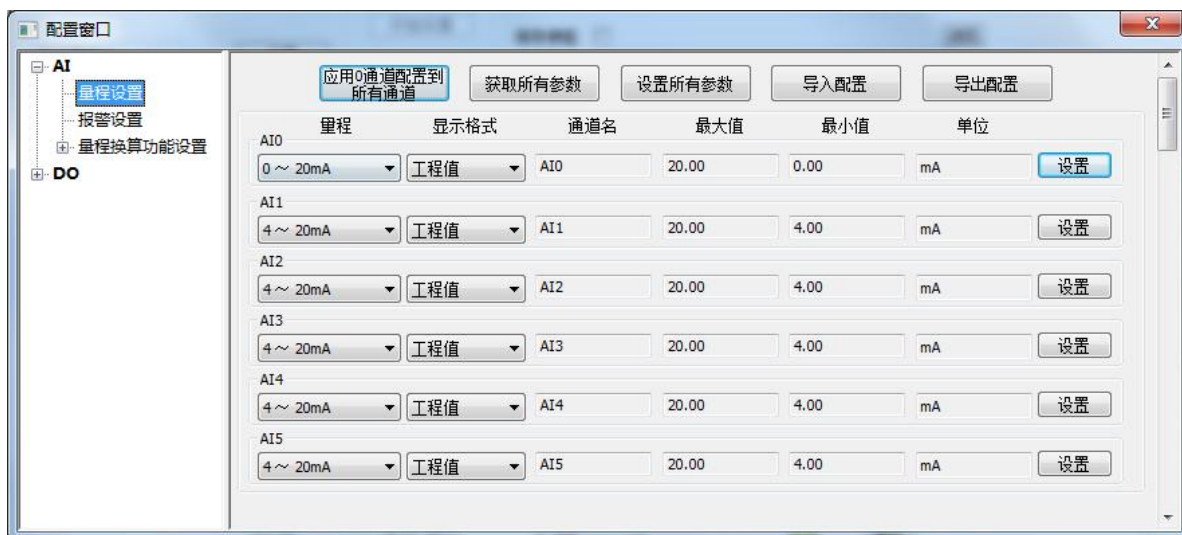 配置窗口
AI
量程设置
报警设置
量程换算功能设置
DO
应用0通道配置到
所有通道
获取所有参数
设置所有参数
导入配置
导出配置
量程 显示格式 通道名 最大值 最小值 单位
AI0
0～ 20mA 工程值 AI0 20.00 0.00 mA 设置
AI1
4～ 20mA 工程值 AI1 20.00 4.00 mA 设置
AI2
4～ 20mA 工程值 AI2 20.00 4.00 mA 设置
AI3
4～ 20mA 工程值 AI3 20.00 4.00 mA 设置
AI4
4～ 20mA 工程值 AI4 20.00 4.00 mA 设置
AI5
4～ 20mA 工程值 AI5 20.00 4.00 mA 设置